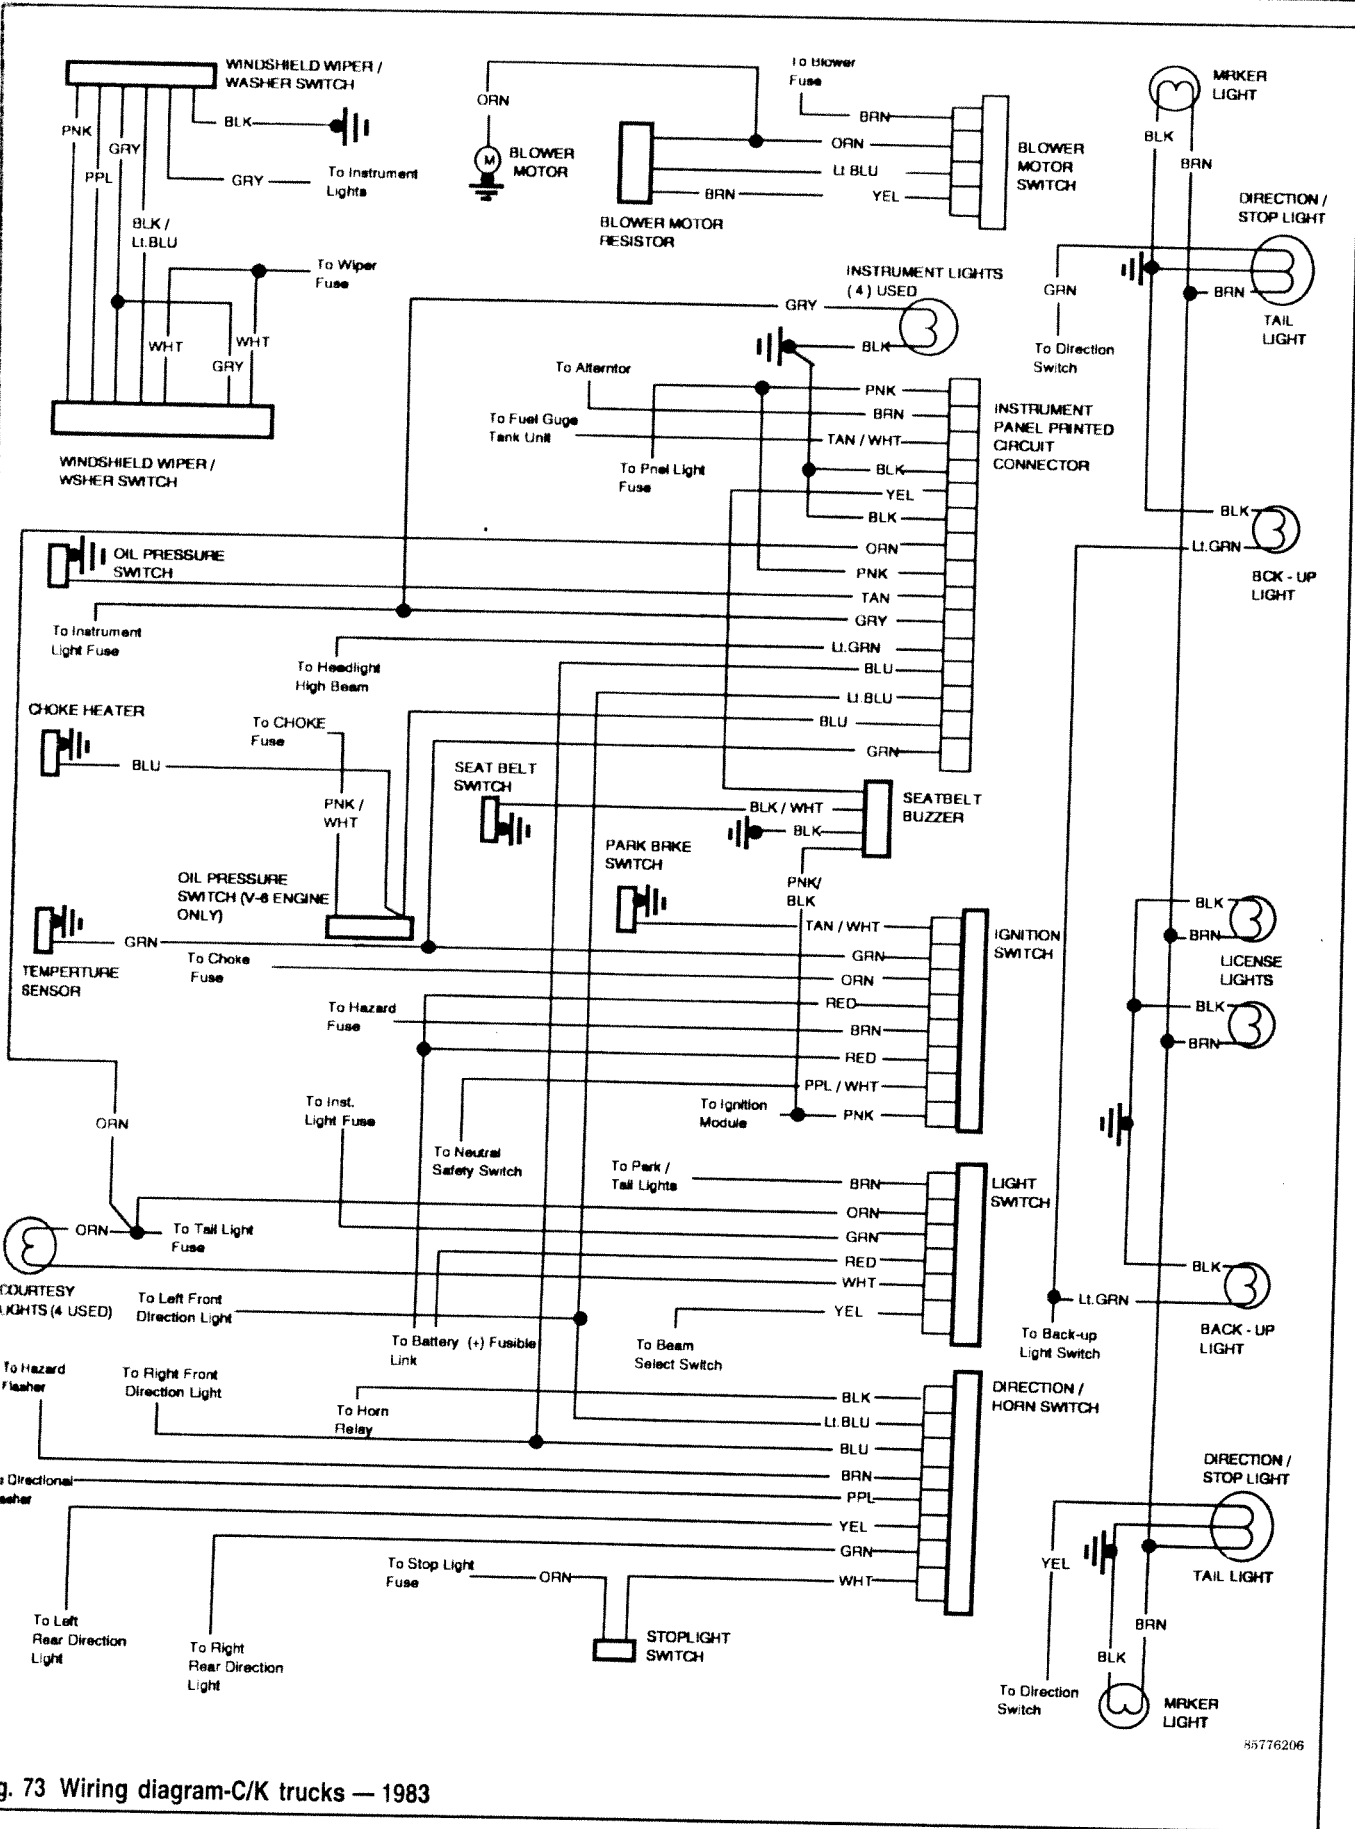 WINDSHIELD WIPER /
WASHER SWITCH
PNK
PPL
GRY
BLK /
Lt.BLU
BLK
GRY
To Instrument
Lights
To Wiper
Fuse
WHT
GRY
WHT
WINDSHIELD WIPER /
WSHER SWITCH
ORN
M
BLOWER
MOTOR
To Blower
Fuse
BRN
ORN
Lt BLU
BRN
YEL
BLOWER MOTOR
RESISTOR
BLOWER
MOTOR
SWITCH
MRKER
LIGHT
BLK
BRN
DIRECTION /
STOP LIGHT
GRN
BRN
TAIL
LIGHT
To Direction
Switch
INSTRUMENT LIGHTS
( 4 ) USED
GRY
BLK
To Alterntor
To Fuel Guge
Tank Unit
To Pnel Light
Fuse
PNK
BRN
TAN / WHT
BLK
YEL
BLK
ORN
PNK
TAN
GRY
Lt.GRN
BLU
Lt.BLU
BLU
GRN
INSTRUMENT
PANEL PRINTED
CIRCUIT
CONNECTOR
BLK
Lt.GRN
BCK - UP
LIGHT
OIL PRESSURE
SWITCH
To Instrument
Light Fuse
To Headlight
High Beam
CHOKE HEATER
BLU
To CHOKE
Fuse
PNK /
WHT
SEAT BELT
SWITCH
BLK / WHT
BLK
SEATBELT
BUZZER
PARK BRKE
SWITCH
PNK/
BLK
OIL PRESSURE
SWITCH (V-6 ENGINE
ONLY)
GRN
TEMPERTURE
SENSOR
To Choke
Fuse
To Hazard
Fuse
TAN / WHT
GRN
ORN
RED
BRN
RED
PPL / WHT
PNK
IGNITION
SWITCH
To Ignition
Module
To Inst.
Light Fuse
To Neutral
Safety Switch
BLK
BRN
LICENSE
LIGHTS
BLK
BRN
ORN
To Park /
Tail Lights
BRN
ORN
GRN
RED
WHT
YEL
LIGHT
SWITCH
ORN
To Tail Light
Fuse
COURTESY
LIGHTS (4 USED)
To Left Front
Direction Light
To Battery (+) Fusible
Link
To Beam
Select Switch
BLK
Lt.GRN
To Back-up
Light Switch
BACK - UP
LIGHT
To Hazard
Flasher
To Right Front
Direction Light
To Horn
Relay
BLK
Lt.BLU
BLU
BRN
PPL
YEL
GRN
WHT
DIRECTION /
HORN SWITCH
Directional
asher
To Stop Light
Fuse
ORN
STOPLIGHT
SWITCH
To Left
Rear Direction
Light
To Right
Rear Direction
Light
DIRECTION /
STOP LIGHT
YEL
TAIL LIGHT
BRN
BLK
To Direction
Switch
MRKER
LIGHT
85776206
g. 73 Wiring diagram-C/K trucks — 1983